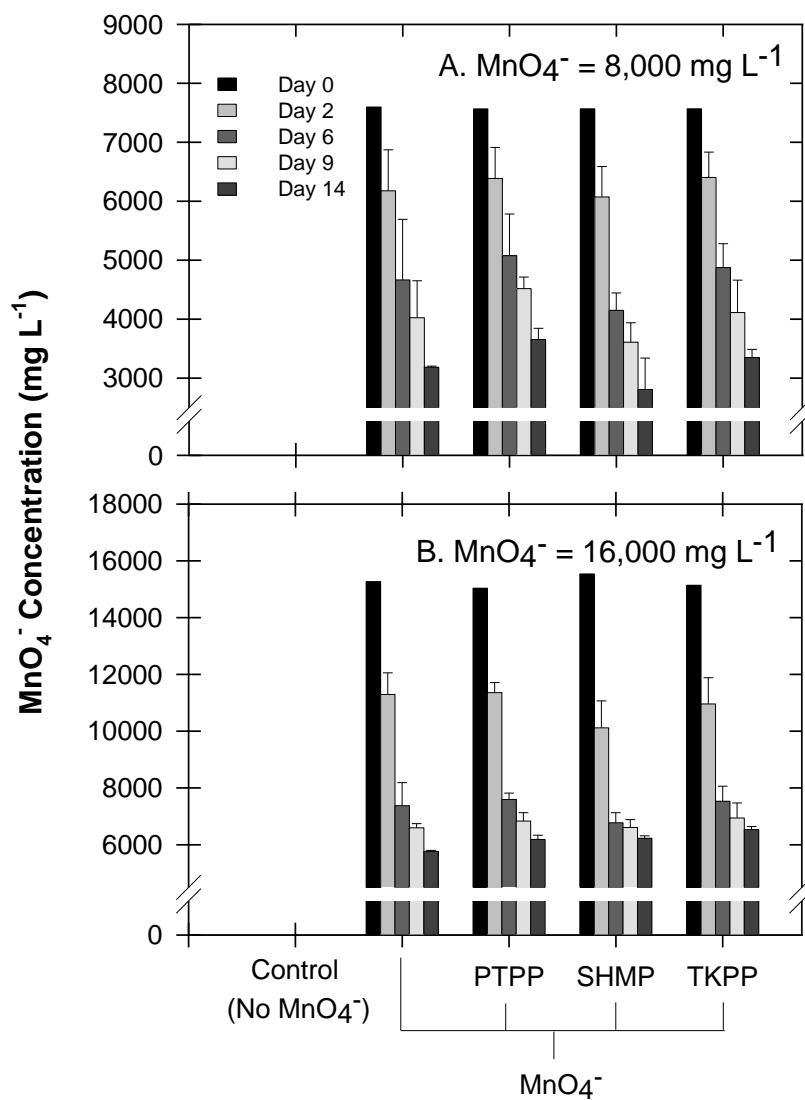 MnO₄⁻ Concentration (mg L⁻¹)
9000
8000
7000
6000
5000
4000
3000
0
A. MnO4⁻ = 8,000 mg L⁻¹
Day 0
Day 2
Day 6
Day 9
Day 14
18000
16000
14000
12000
10000
8000
6000
0
B. MnO4⁻ = 16,000 mg L⁻¹
Control
(No MnO₄⁻)
PTPP
SHMP
TKPP
MnO₄⁻